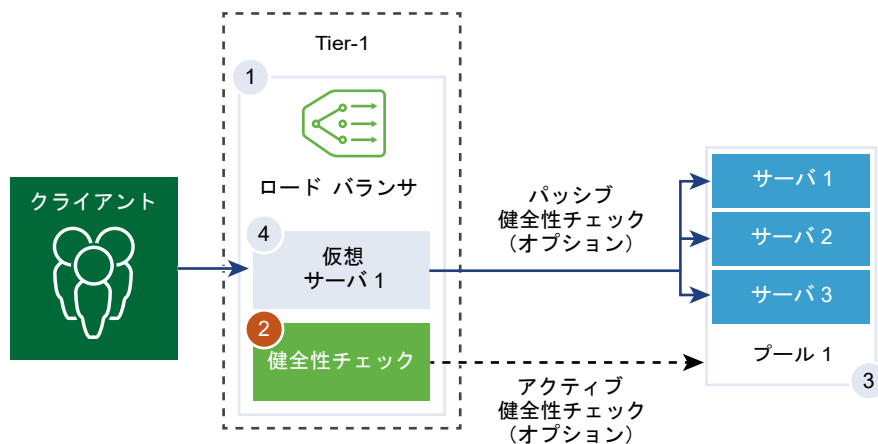 Tier-1
1
ロード バランサ
クライアント
4
仮想
サーバ 1
2
健全性チェック
パッシブ
健全性チェック
（オプション）
アクティブ
健全性チェック
（オプション）
サーバ 1
サーバ 2
サーバ 3
プール 1
3